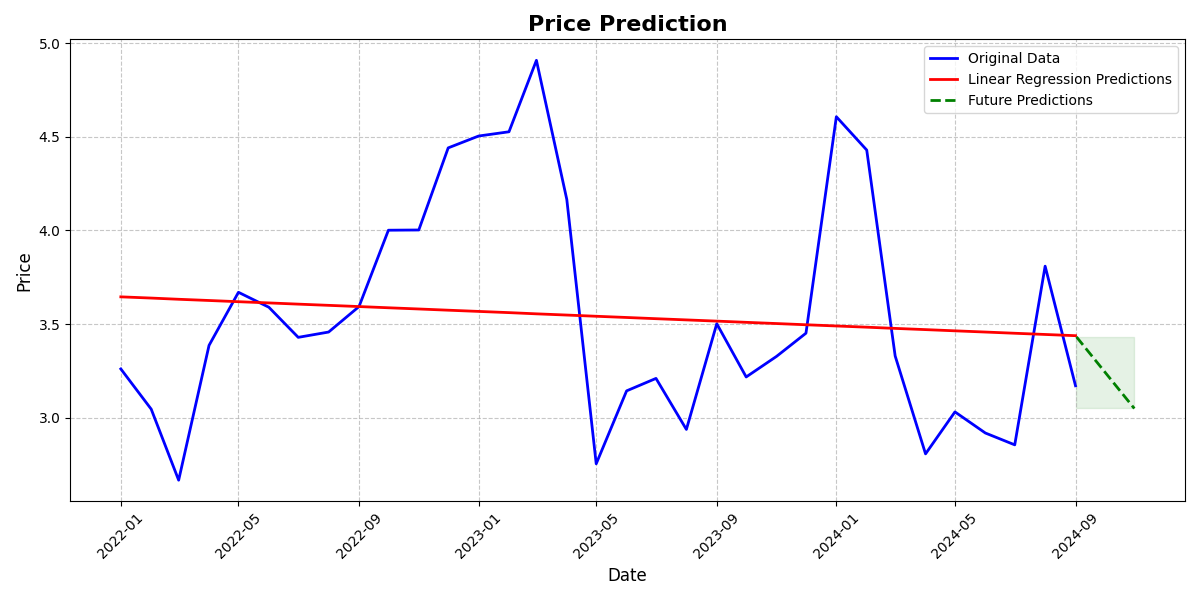 Price Prediction
Original Data
Linear Regression Predictions
Future Predictions
Price
5.0
4.5
4.0
3.5
3.0
2022-01
2022-05
2022-09
2023-01
2023-05
2023-09
2024-01
2024-05
2024-09
Date